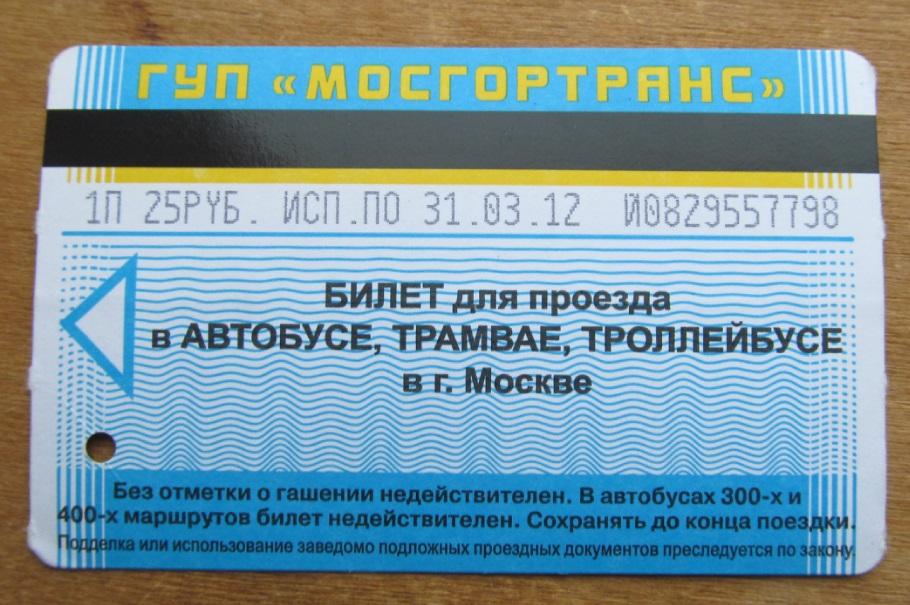 ГУП «МОСГОРТРАНС»
1П 25РУБ. ИСП.ПО 31.03.12 Й0829557798
БИЛЕТ для проезда
в АВТОБУСЕ, ТРАМВАЕ, ТРОЛЛЕЙБУСЕ
в г. Москве
Без отметки о гашении недействителен. В автобусах 300-х и
400-х маршрутов билет недействителен. Сохранять до конца поездки.
Подделка или использование заведомо подложных проездных документов преследуется по закону.